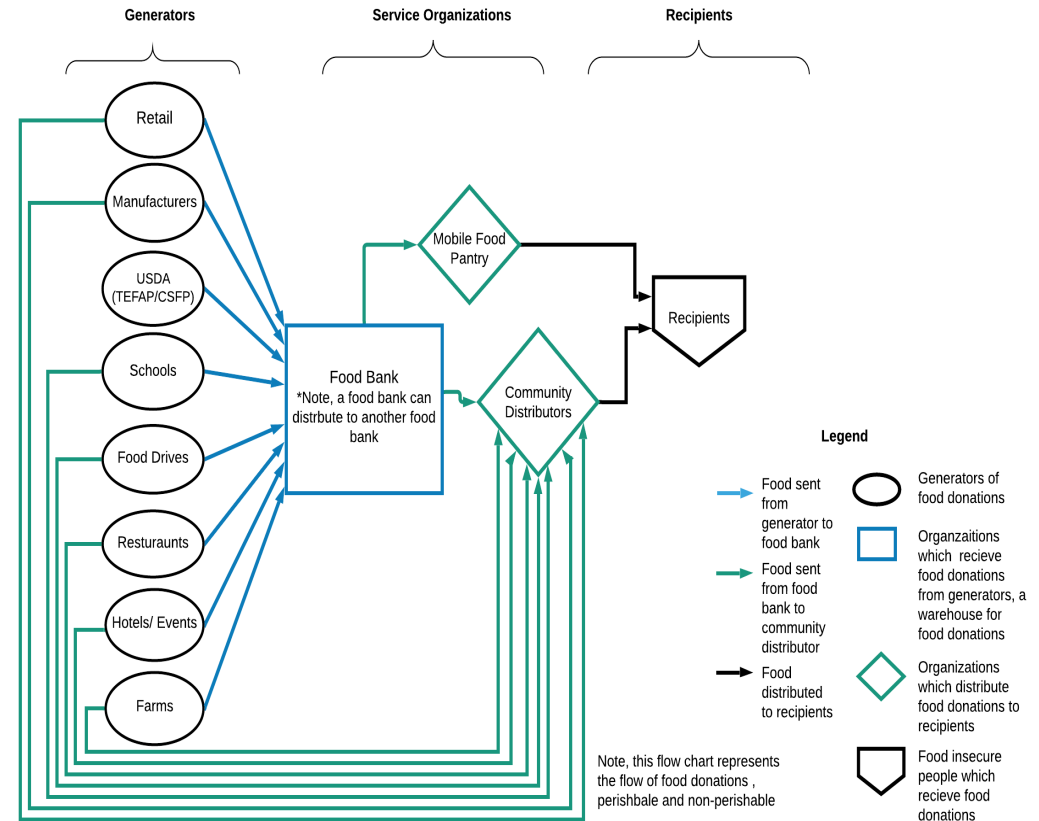 Generators
Service Organizations
Recipients
Retail
Manufacturers
USDA
(TEFAP/CSFP)
Schools
Food Drives
Resturaunts
Hotels/ Events
Farms
Food Bank
*Note, a food bank can
distrbute to another food
bank
Mobile Food
Pantry
Community
Distributors
Recipients
Legend
Food sent
from
generator to
food bank
Food sent
from food
bank to
community
distributor
Food
distributed
to recipients
Generators of
food donations
Organzaitions
which recieve
food donations
from generators, a
warehouse for
food donations
Organizations
which distribute
food donations to
recipients
Food insecure
people which
recieve food
donations
Note, this flow chart represents
the flow of food donations ,
perishbale and non-perishable